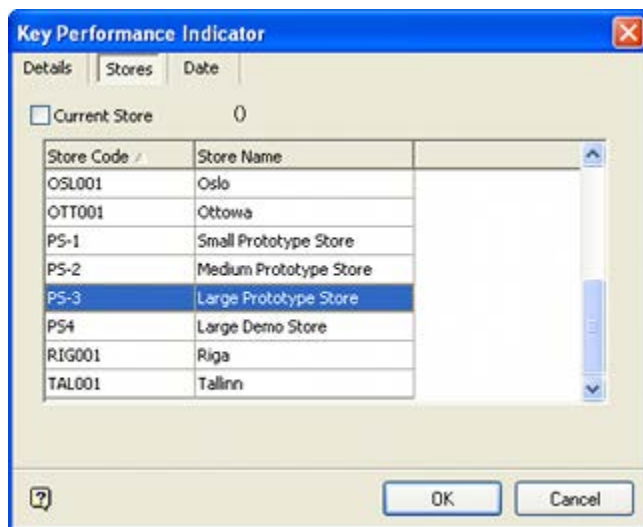 Key Performance Indicator
Details Stores Date
Current Store ()
Store Code Store Name
OSL001 Oslo
OTT001 Ottowa
PS-1 Small Prototype Store
PS-2 Medium Prototype Store
PS-3 Large Prototype Store
PS4 Large Demo Store
RIG001 Riga
TAL001 Tallinn
? OK Cancel